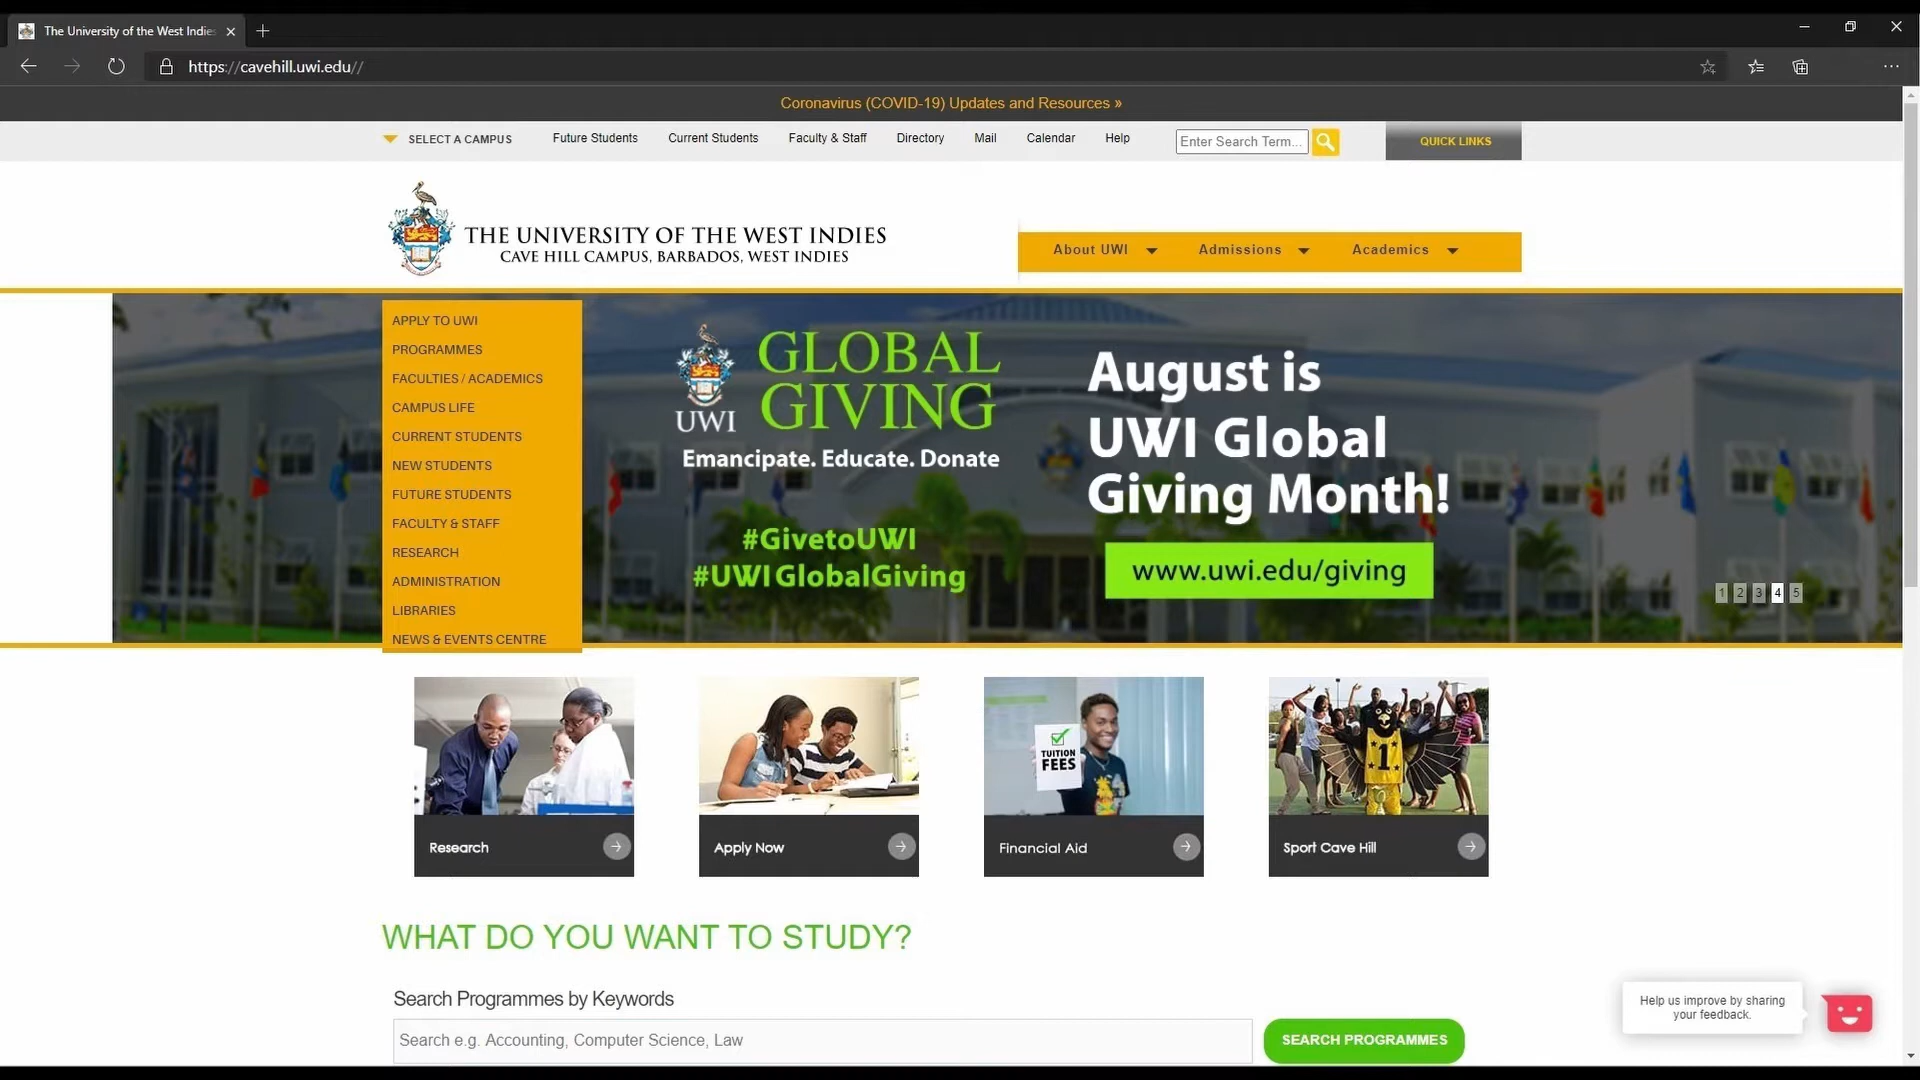 The University of the West Indies
https://cavehill.uwi.edu//
Coronavirus (COVID-19) Updates and Resources »
SELECT A CAMPUS
Future Students
Current Students
Faculty & Staff
Directory
Mail
Calendar
Help
Enter Search Term...
QUICK LINKS
THE UNIVERSITY OF THE WEST INDIES
CAVE HILL CAMPUS, BARBADOS, WEST INDIES
About UWI
Admissions
Academics
APPLY TO UWI
PROGRAMMES
FACULTIES / ACADEMICS
CAMPUS LIFE
CURRENT STUDENTS
NEW STUDENTS
FUTURE STUDENTS
FACULTY & STAFF
RESEARCH
ADMINISTRATION
LIBRARIES
NEWS & EVENTS CENTRE
UWI
GLOBAL
GIVING
Emancipate. Educate. Donate
#GivetoUWI
#UWIGlobalGiving
August is
UWI Global
Giving Month!
www.uwi.edu/giving
1 2 3 4 5
TUITION
FEES
1
Research
Apply Now
Financial Aid
Sport Cave Hill
WHAT DO YOU WANT TO STUDY?
Search Programmes by Keywords
Search e.g. Accounting, Computer Science, Law
SEARCH PROGRAMMES
Help us improve by sharing
your feedback.